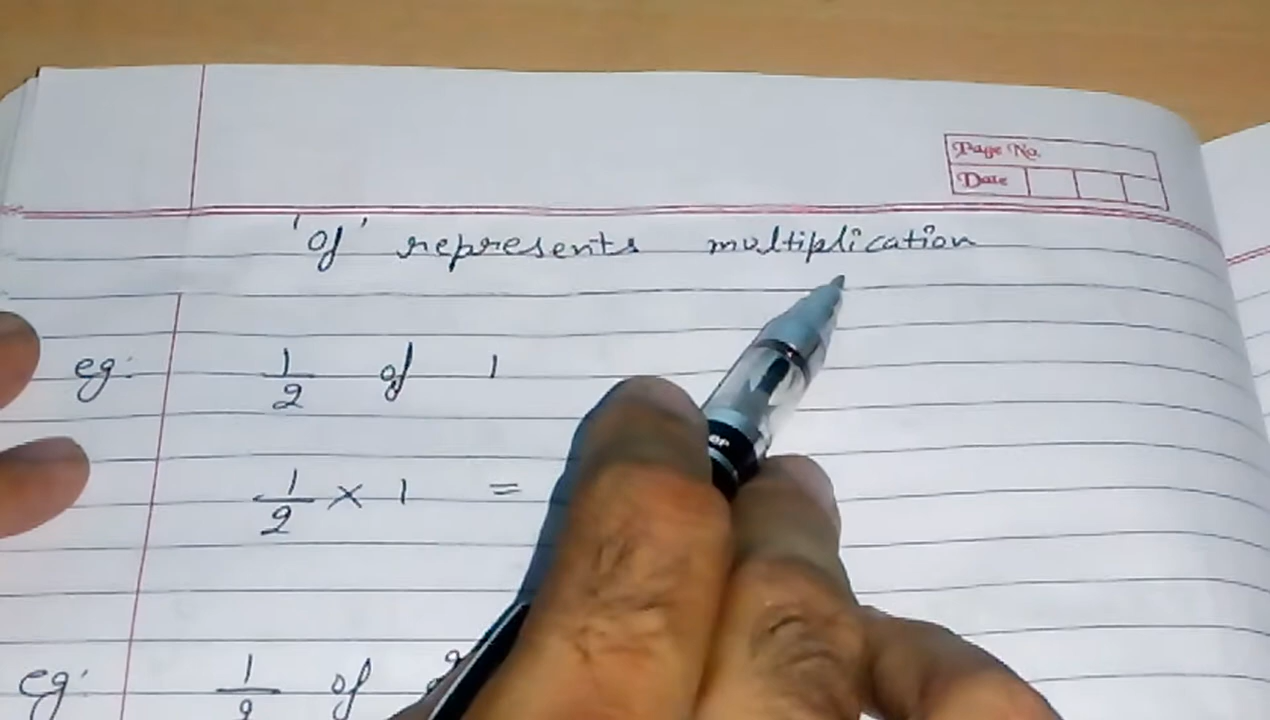 Page No.
Date
'of' represents multiplication
eg: 1/2 of 1
1/2 × 1 =
eg: 1/2 of